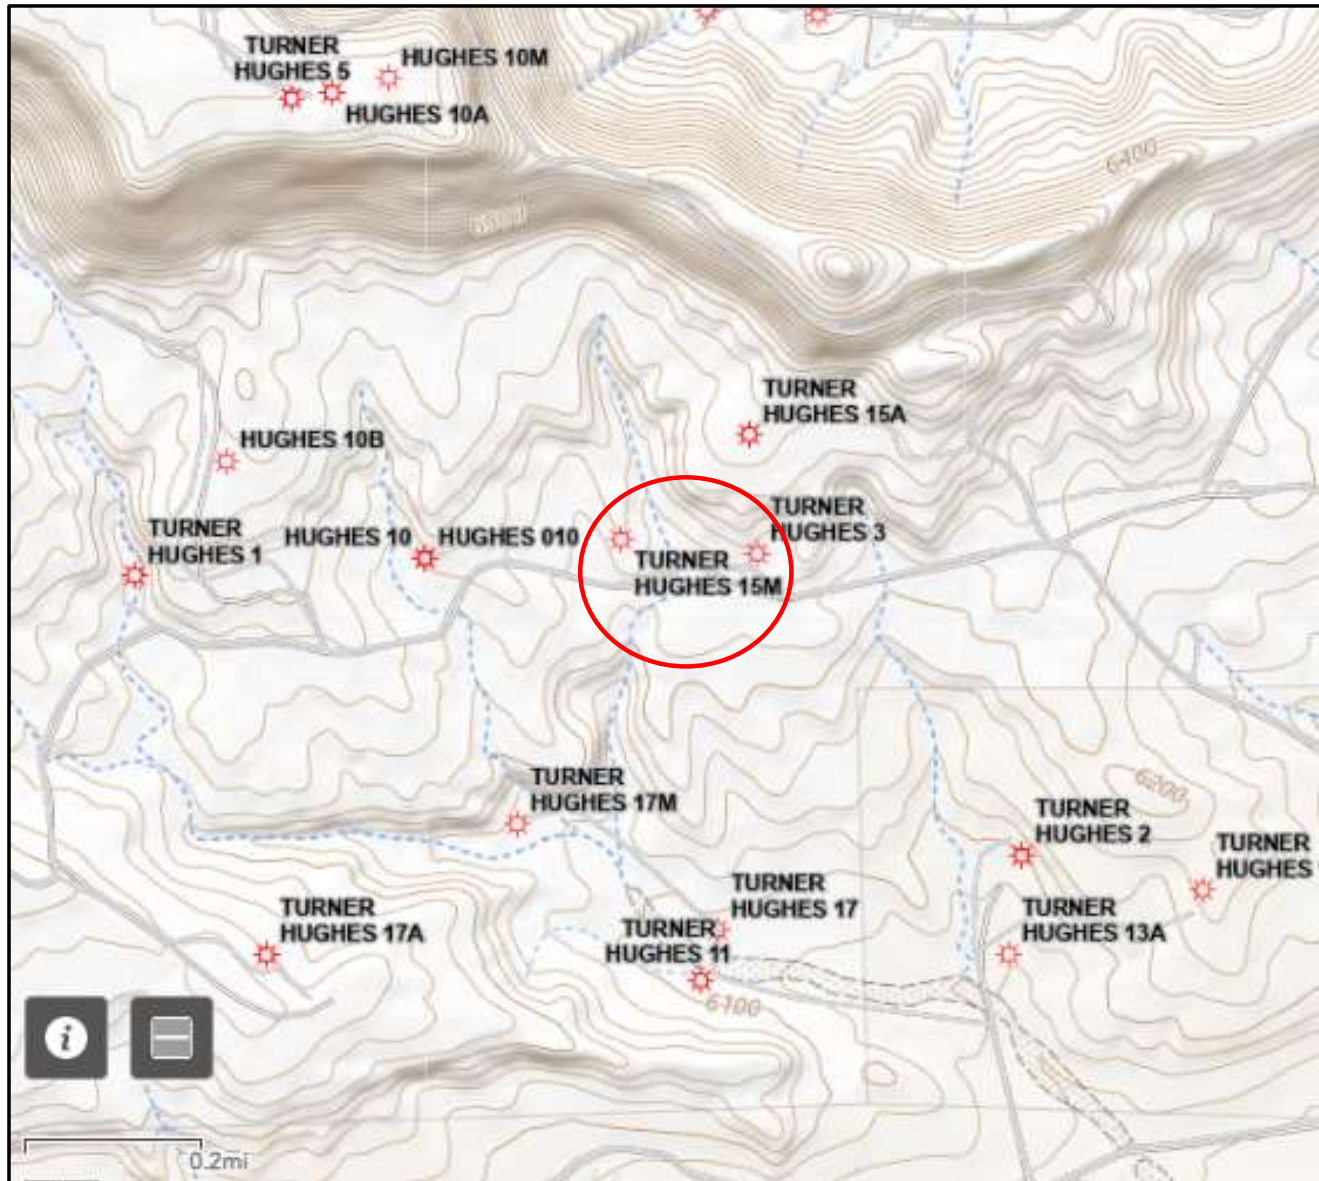 TURNER
HUGHES 5
HUGHES 10M
HUGHES 10A
6400
TURNER
HUGHES 15A
HUGHES 10B
TURNER
HUGHES 3
TURNER
HUGHES 1
HUGHES 10
HUGHES 010
TURNER
HUGHES 15M
TURNER
HUGHES 17M
6200
TURNER
HUGHES 2
TURNER
HUGHES
TURNER
HUGHES 17
TURNER
HUGHES 17A
TURNER
HUGHES 11
TURNER
HUGHES 13A
6100
i
0.2mi